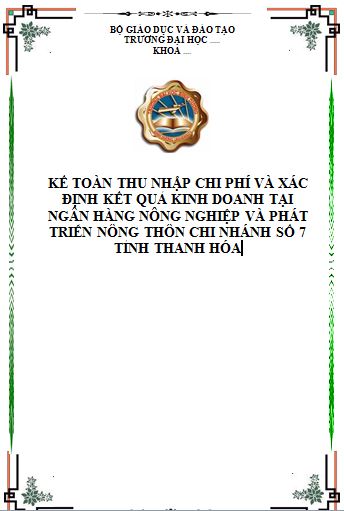 BỘ GIÁO DỤC VÀ ĐÀO TẠO
TRƯỜNG ĐẠI HỌC ....
KHOA ....
KẾ TOÁN THU NHẬP CHI PHÍ VÀ XÁC
ĐỊNH KẾT QUẢ KINH DOANH TẠI
NGÂN HÀNG NÔNG NGHIỆP VÀ PHÁT
TRIỂN NÔNG THÔN CHI NHÁNH SỐ 7
TỈNH THANH HÓA